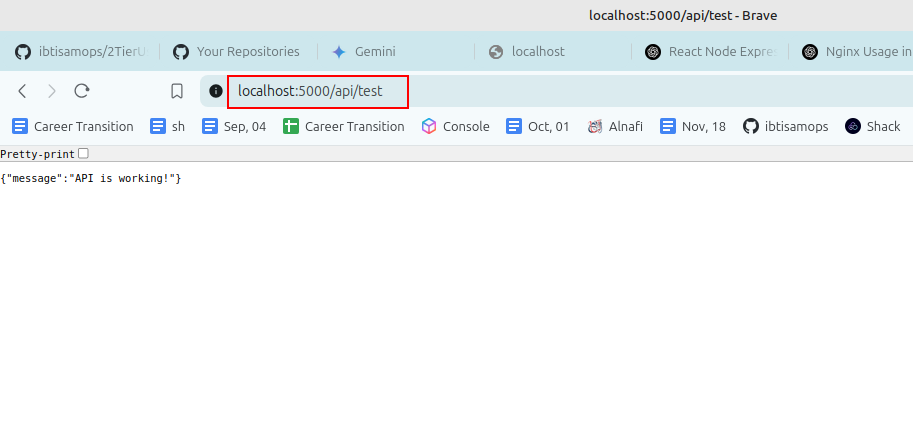 localhost:5000/api/test - Brave
ibtisamops/2TierU Your Repositories Gemini localhost React Node Expre Nginx Usage in
localhost:5000/api/test
Career Transition sh Sep, 04 Career Transition Console Oct, 01 Alnafi Nov, 18 ibtisamops Shack
Pretty-print
{"message":"API is working!"}